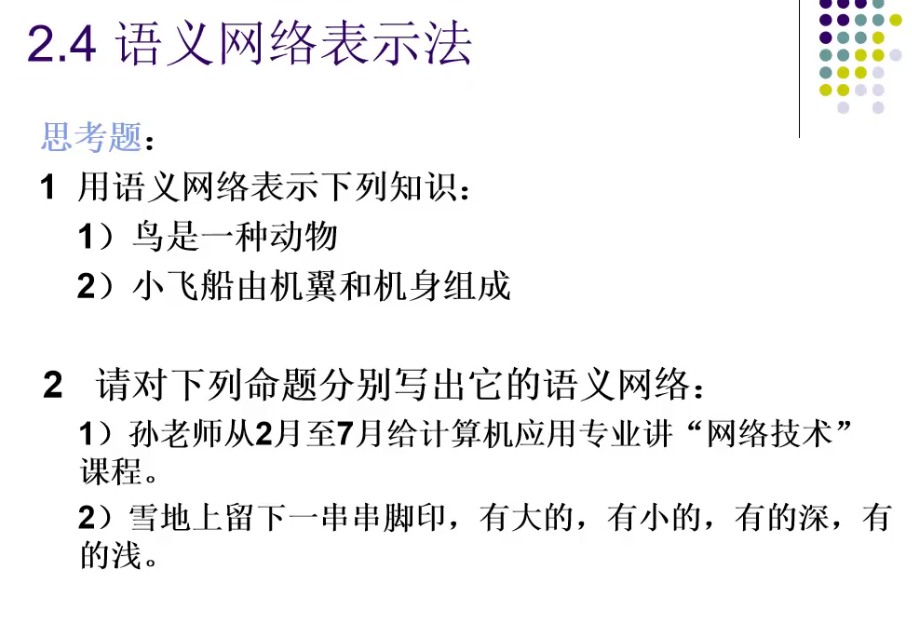 2.4 语义网络表示法
思考题：
1 用语义网络表示下列知识：
1）鸟是一种动物
2）小飞船由机翼和机身组成
2 请对下列命题分别写出它的语义网络：
1）孙老师从2月至7月给计算机应用专业讲“网络技术”
课程。
2）雪地上留下一串串脚印，有大的，有小的，有的深，有
的浅。